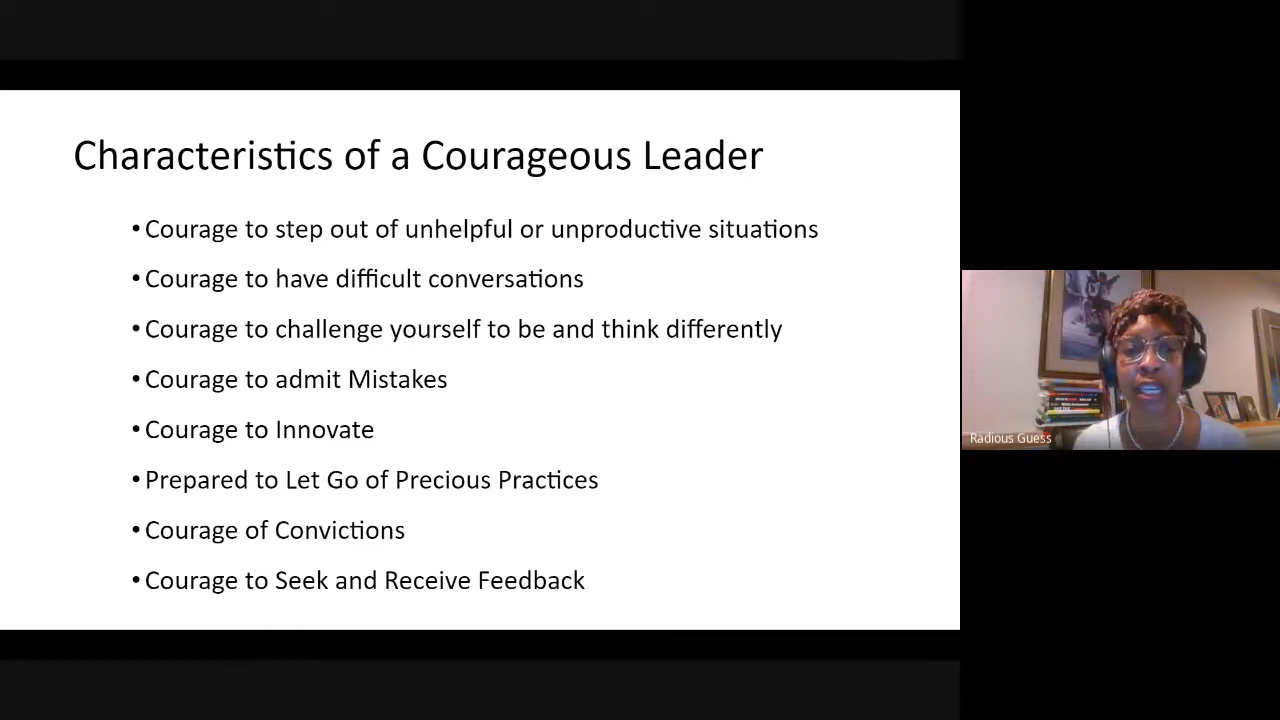 Characteristics of a Courageous Leader
•Courage to step out of unhelpful or unproductive situations
•Courage to have difficult conversations
•Courage to challenge yourself to be and think differently
•Courage to admit Mistakes
•Courage to Innovate
•Prepared to Let Go of Precious Practices
•Courage of Convictions
•Courage to Seek and Receive Feedback
Radious Guess